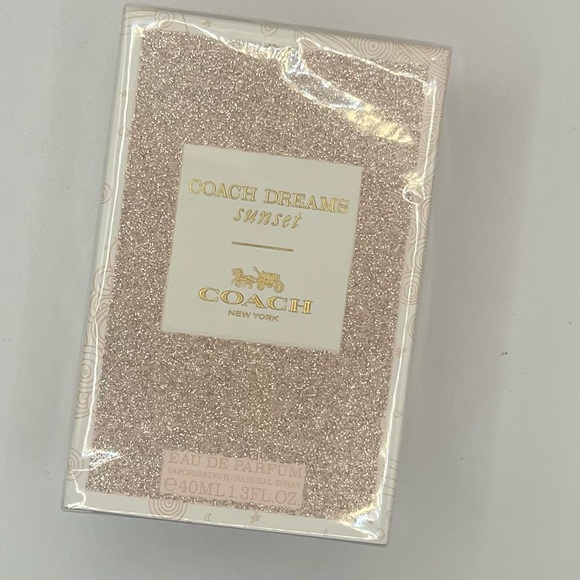 COACH DREAMS
sunset
COACH
NEW YORK
EAU DE PARFUM
VAPORISATEUR/NATURAL SPRAY
℮40ML 1.3FL.OZ.